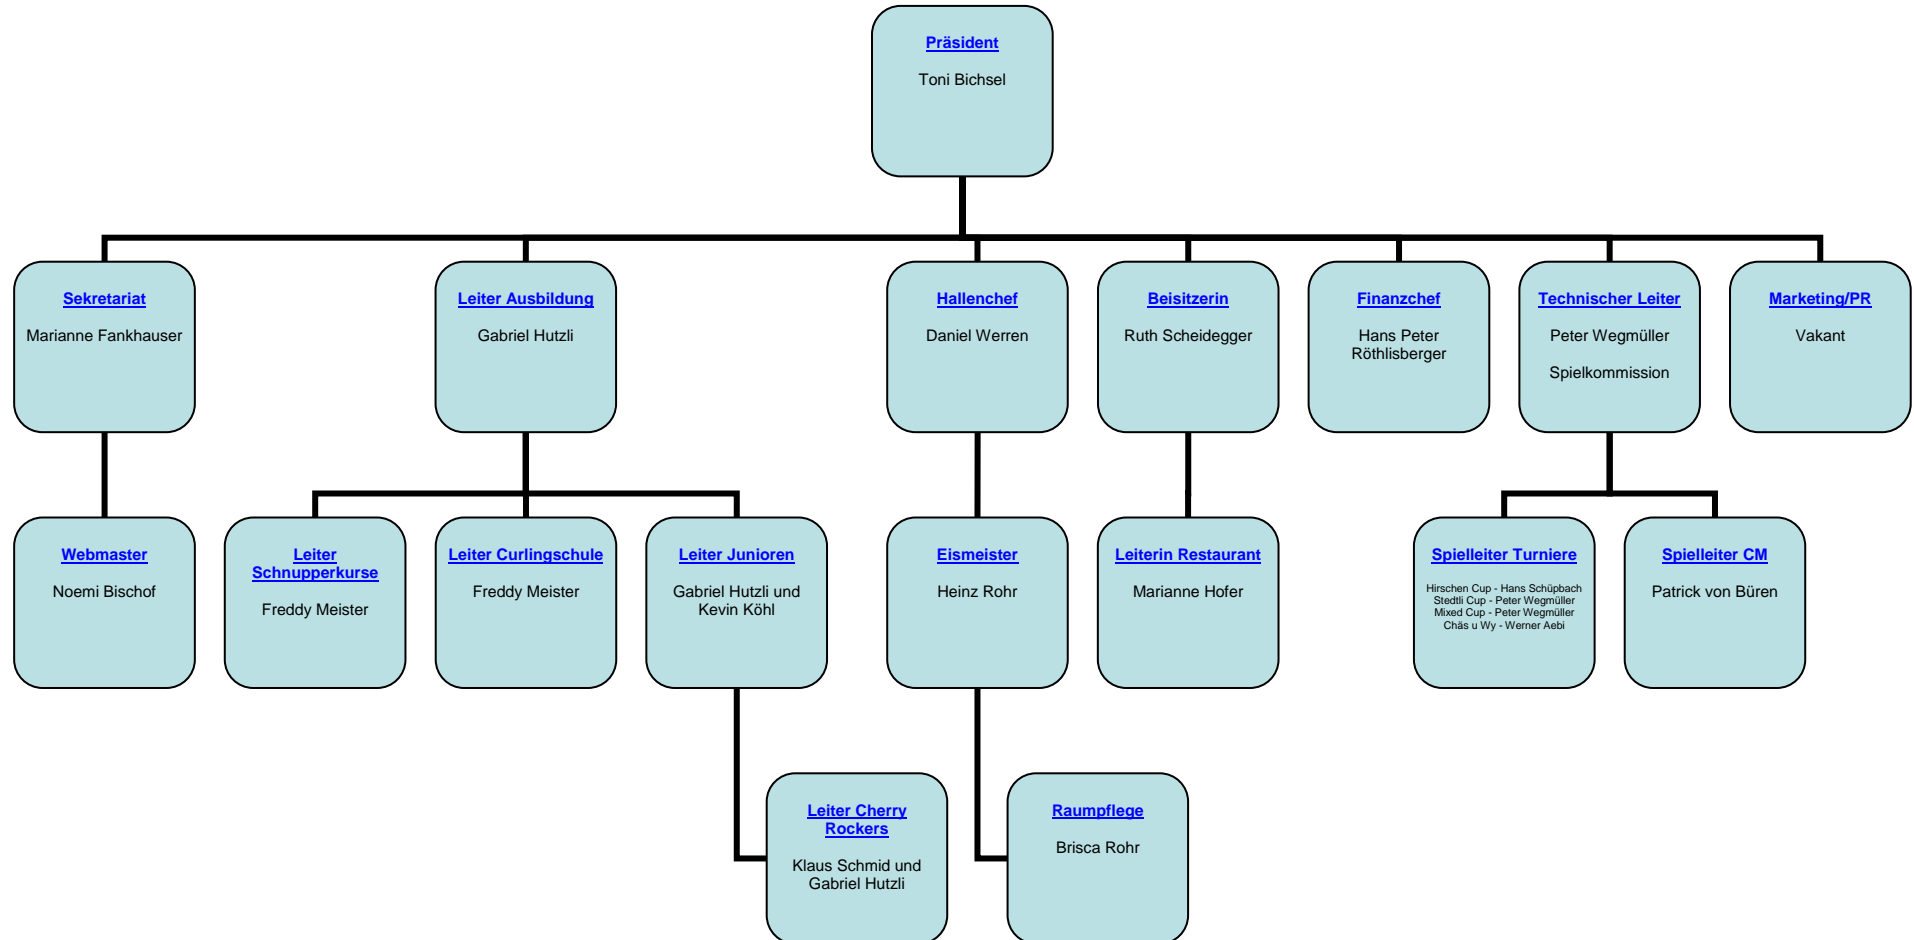 Präsident
Toni Bichsel
Sekretariat
Marianne Fankhauser
Leiter Ausbildung
Gabriel Hutzli
Hallenchef
Daniel Werren
Beisitzerin
Ruth Scheidegger
Finanzchef
Hans Peter
Röthlisberger
Technischer Leiter
Peter Wegmüller
Spielkommission
Marketing/PR
Vakant
Webmaster
Noemi Bischof
Leiter
Schnupperkurse
Freddy Meister
Leiter Curlingschule
Freddy Meister
Leiter Junioren
Gabriel Hutzli und
Kevin Köhl
Eismeister
Heinz Rohr
Leiterin Restaurant
Marianne Hofer
Spielleiter Turniere
Hirschen Cup - Hans Schüpbach
Stedtli Cup - Peter Wegmüller
Mixed Cup - Peter Wegmüller
Chäs u Wy - Werner Aebi
Spielleiter CM
Patrick von Büren
Leiter Cherry
Rockers
Klaus Schmid und
Gabriel Hutzli
Raumpflege
Brisca Rohr